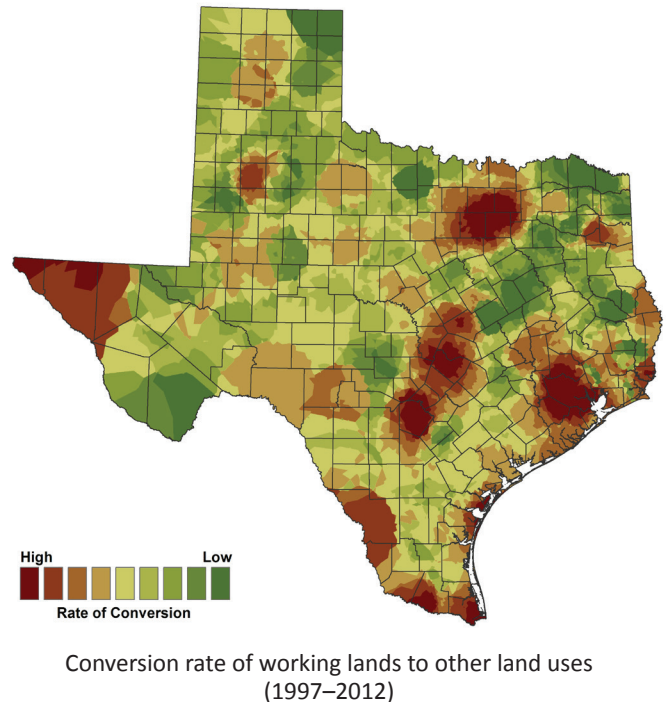 High Low
Rate of Conversion
Conversion rate of working lands to other land uses
(1997–2012)